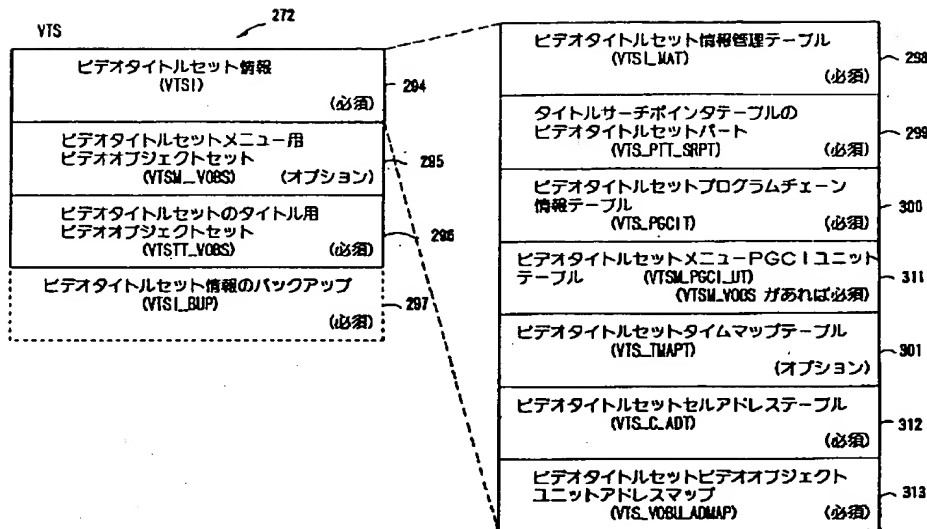 VTS
272
ビデオタイトルセット情報
(VTSI)
(必須)
294
ビデオタイトルセットメニュー用
ビデオオブジェクトセット
(VTSM_VOBS) (オプション)
295
ビデオタイトルセットのタイトル用
ビデオオブジェクトセット
(VTSTT_VOBS) (必須)
296
ビデオタイトルセット情報のバックアップ
(VTSI_BUP)
(必須)
297
ビデオタイトルセット情報管理テーブル
(VTSI_MAT)
(必須)
298
タイトルサーチポインタテーブルの
ビデオタイトルセットパート
(VTS_PTT_SRPT) (必須)
299
ビデオタイトルセットプログラムチェーン
情報テーブル
(VTS_PGCIT) (必須)
300
ビデオタイトルセットメニューPGCIユニット
テーブル (VTSM_PGCI_UT)
(VTSM_VOBS があれば必須)
311
ビデオタイトルセットタイムマップテーブル
(VTS_TMAPT)
(オプション)
301
ビデオタイトルセットセルアドレステーブル
(VTS_C_ADT)
(必須)
312
ビデオタイトルセットビデオオブジェクト
ユニットアドレスマップ
(VTS_VOBU_ADMAP) (必須)
313